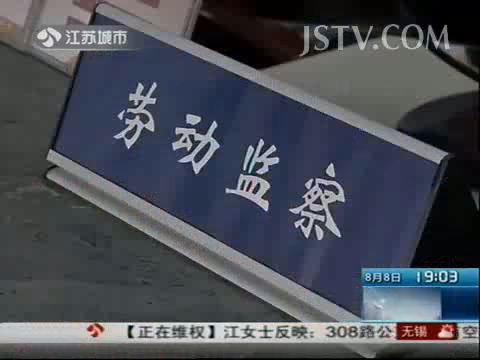 江苏城市
JSTV.COM
劳动监察
8月8日 19:03
【正在维权】江女士反映：308路公
无锡
空